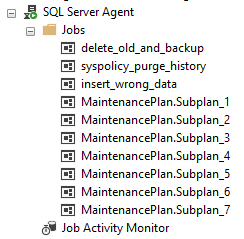 SQL Server Agent
Jobs
delete_old_and_backup
syspolicy_purge_history
insert_wrong_data
MaintenancePlan.Subplan_1
MaintenancePlan.Subplan_2
MaintenancePlan.Subplan_3
MaintenancePlan.Subplan_4
MaintenancePlan.Subplan_5
MaintenancePlan.Subplan_6
MaintenancePlan.Subplan_7
Job Activity Monitor